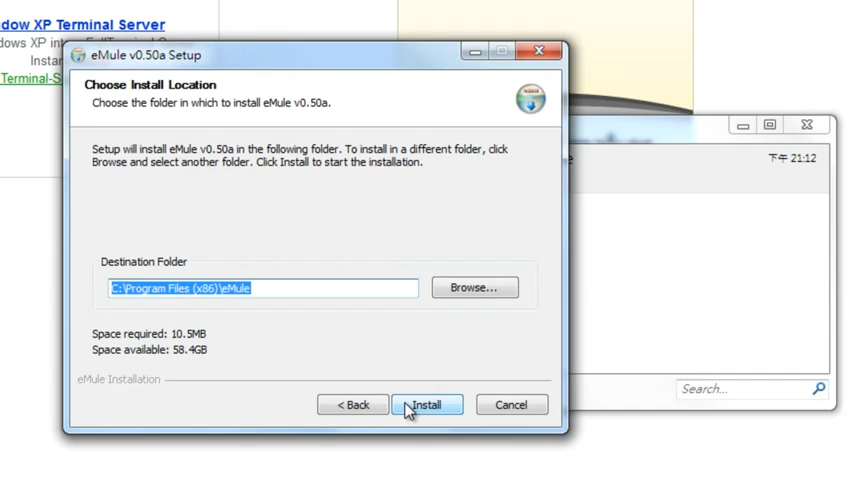 dow XP Terminal Server
dows XP into
Instan
Terminal-S
eMule v0.50a Setup
Choose Install Location
Choose the folder in which to install eMule v0.50a.
Setup will install eMule v0.50a in the following folder. To install in a different folder, click
Browse and select another folder. Click Install to start the installation.
Destination Folder
C:\Program Files (x86)\eMule
Browse...
Space required: 10.5MB
Space available: 58.4GB
eMule Installation
< Back
Install
Cancel
下午 21:12
Search...